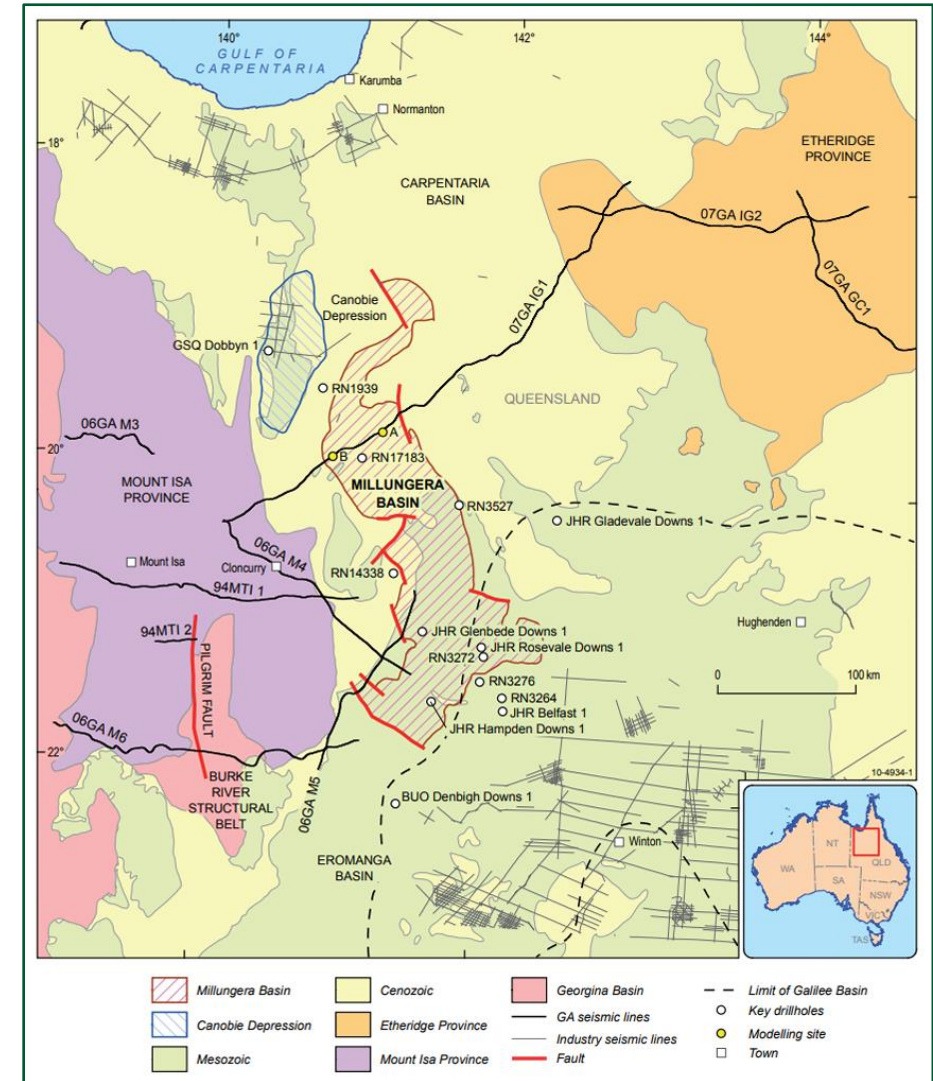 140°
142°
144°
GULF OF
CARPENTARIA
Karumba
Normanton
18°
ETHERIDGE
PROVINCE
CARPENTARIA
BASIN
07GA IG2
07GA GC1
07GA IG1
Canobie
Depression
GSQ Dobbyn 1
RN1939
QUEENSLAND
06GA M3
20°
A
B
RN17183
MOUNT ISA
PROVINCE
MILLUNGERA
BASIN
RN3527
JHR Gladevale Downs 1
06GA M4
Mount Isa
Cloncurry
RN14338
94MTI 1
94MTI 2
PILGRIM FAULT
Hughenden
JHR Glenbede Downs 1
JHR Rosevale Downs 1
RN3272
RN3276
RN3264
JHR Belfast 1
JHR Hampden Downs 1
0
100 km
06GA M6
22°
06GA M5
BURKE
RIVER
STRUCTURAL
BELT
BUO Denbigh Downs 1
EROMANGA
BASIN
Winton
10-4934-1
WA
NT
QLD
SA
NSW
VIC
TAS
Millungera Basin
Canobie Depression
Mesozoic
Cenozoic
Etheridge Province
Mount Isa Province
Georgina Basin
GA seismic lines
Industry seismic lines
Fault
Limit of Galilee Basin
Key drillholes
Modelling site
Town